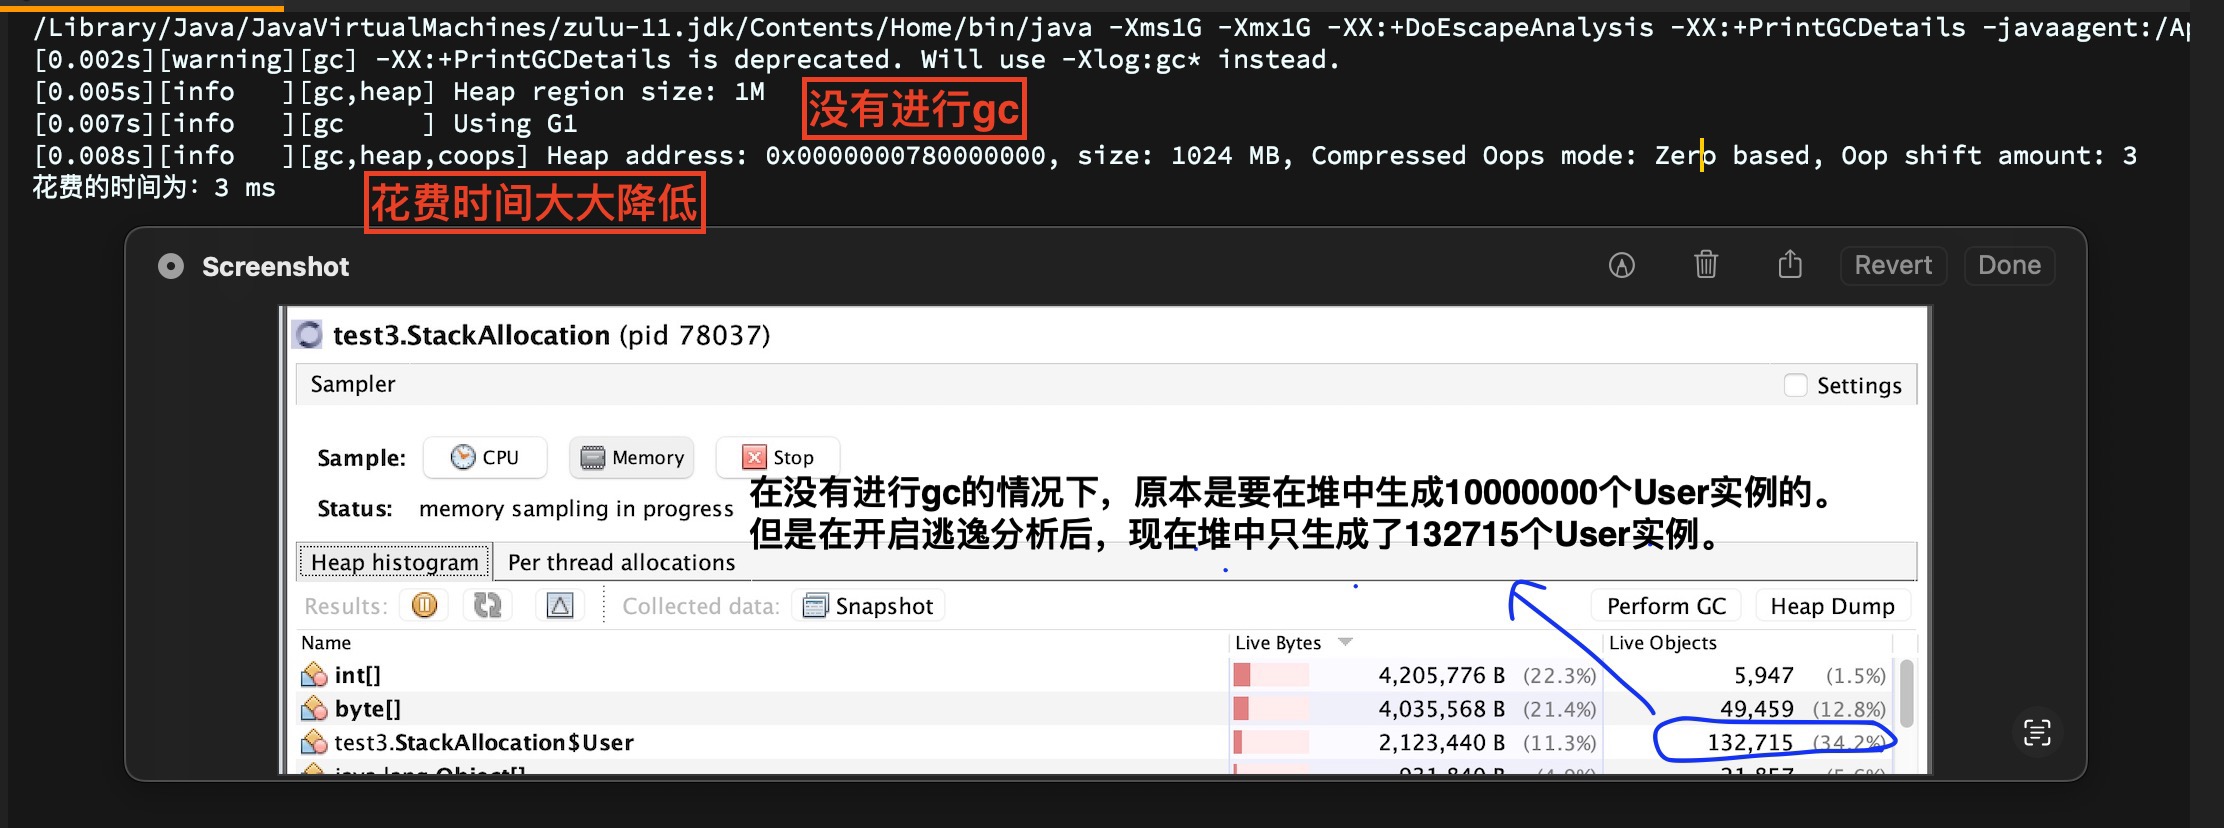 /Library/Java/JavaVirtualMachines/zulu-11.jdk/Contents/Home/bin/java -Xms1G -Xmx1G -XX:+DoEscapeAnalysis -XX:+PrintGCDetails -javaagent:/Ap
[0.002s][warning][gc] -XX:+PrintGCDetails is deprecated. Will use -Xlog:gc* instead.
[0.005s][info   ][gc,heap] Heap region size: 1M
没有进行gc
[0.007s][info   ][gc     ] Using G1
[0.008s][info   ][gc,heap,coops] Heap address: 0x0000000780000000, size: 1024 MB, Compressed Oops mode: Zero based, Oop shift amount: 3
花费的时间为：3 ms
花费时间大大降低
Screenshot
Revert
Done
test3.StackAllocation (pid 78037)
Sampler
Settings
Sample:
CPU
Memory
Stop
在没有进行gc的情况下，原本是要在堆中生成10000000个User实例的。
Status: memory sampling in progress
但是在开启逃逸分析后，现在堆中只生成了132715个User实例。
Heap histogram
Per thread allocations
Results:
Collected data:
Snapshot
Perform GC
Heap Dump
Name Live Bytes Live Objects
int[] 4,205,776 B (22.3%) 5,947 (1.5%)
byte[] 4,035,568 B (21.4%) 49,459 (12.8%)
test3.StackAllocation$User 2,123,440 B (11.3%) 132,715 (34.2%)
java.lang.Object[]